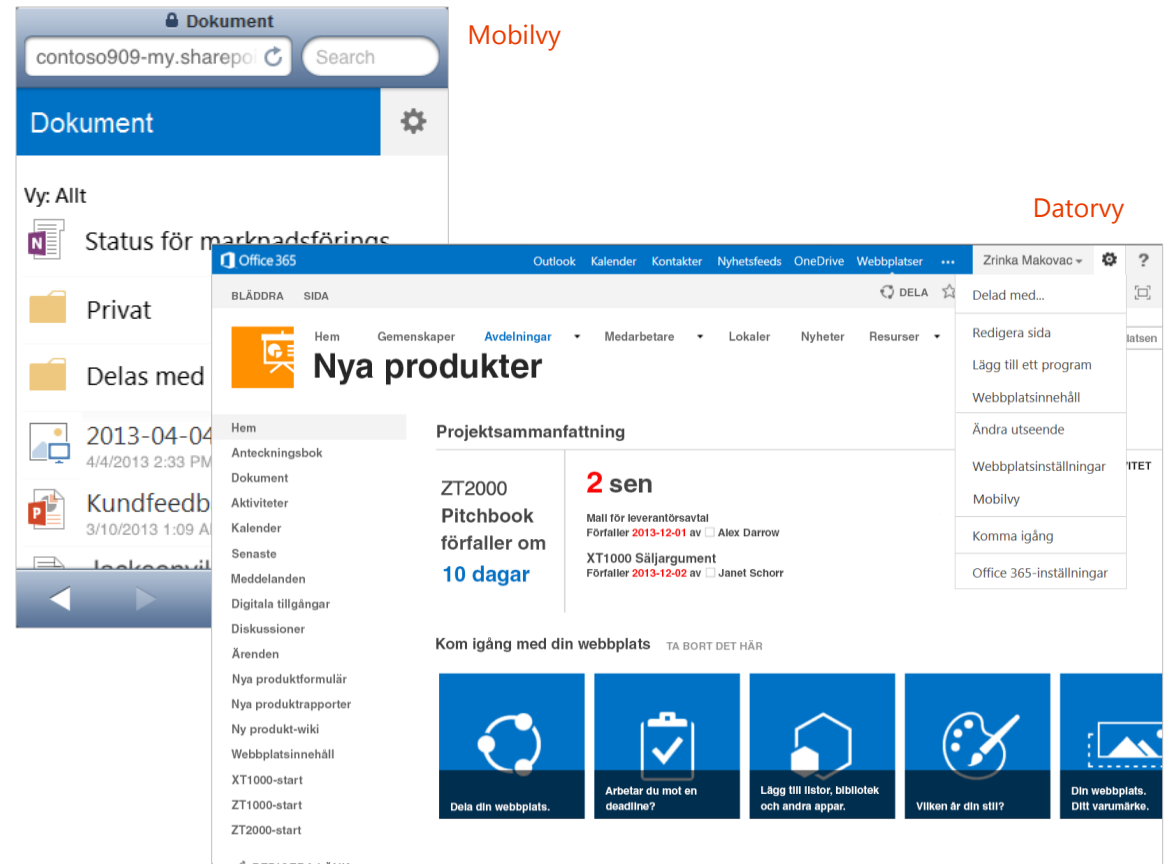 Dokument
Mobilvy
contoso909-my.sharepoi
Search
Dokument
Vy: Allt
Status för marknadsförings
Privat
Delas med
2013-04-04
4/4/2013 2:33 PM
Kundfeedb
3/10/2013 1:09 A
Datorvy
Office 365
Outlook Kalender Kontakter Nyhetsfeeds OneDrive Webbplatser ··· Zrinka Makovac ?
BLÄDDRA SIDA DELA
Hem Gemenskaper Avdelningar Medarbetare Lokaler Nyheter Resurser
Nya produkter
Delad med...
Redigera sida
Lägg till ett program
Webbplatsinnehåll
Ändra utseende
Webbplatsinställningar
Mobilvy
Komma igång
Office 365-inställningar
latsen
ITET
Hem
Anteckningsbok
Dokument
Aktiviteter
Kalender
Senaste
Meddelanden
Digitala tillgångar
Diskussioner
Ärenden
Nya produktformulär
Nya produktrapporter
Ny produkt-wiki
Webbplatsinnehåll
XT1000-start
ZT1000-start
ZT2000-start
Projektsammanfattning
ZT2000
Pitchbook
förfaller om
10 dagar
2 sen
Mall för leverantörsavtal
Förfaller 2013-12-01 av Alex Darrow
XT1000 Säljargument
Förfaller 2013-12-02 av Janet Schorr
Kom igång med din webbplats TA BORT DET HÄR
Dela din webbplats.
Arbetar du mot en
deadline?
Lägg till listor, bibliotek
och andra appar.
Vilken är din stil?
Din webbplats.
Ditt varumärke.